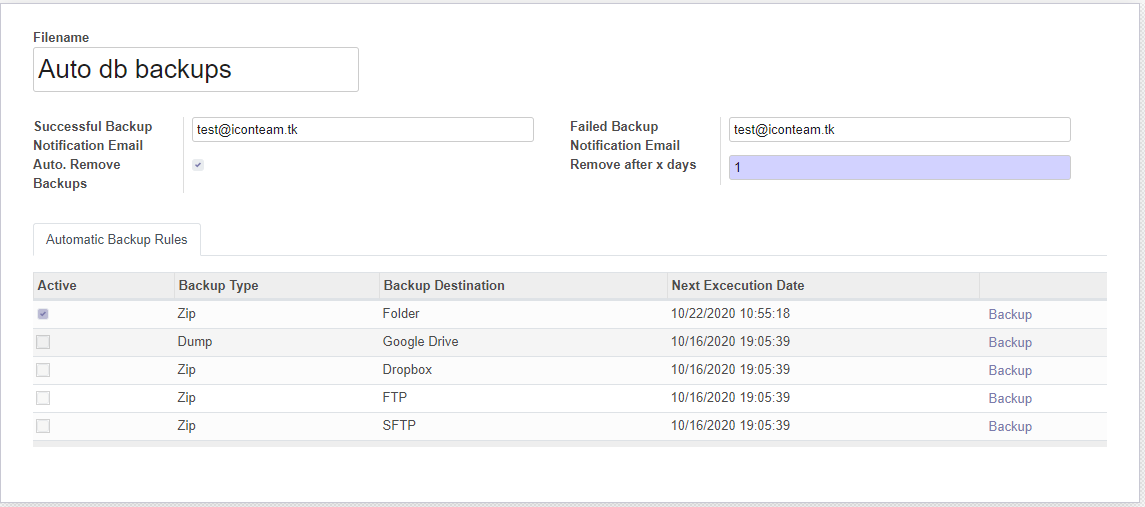 Filename
Auto db backups
Successful Backup
Notification Email
test@iconteam.tk
Auto. Remove
Backups
Failed Backup
Notification Email
test@iconteam.tk
Remove after x days
1
Automatic Backup Rules
Active Backup Type Backup Destination Next Excecution Date
Zip Folder 10/22/2020 10:55:18 Backup
Dump Google Drive 10/16/2020 19:05:39 Backup
Zip Dropbox 10/16/2020 19:05:39 Backup
Zip FTP 10/16/2020 19:05:39 Backup
Zip SFTP 10/16/2020 19:05:39 Backup